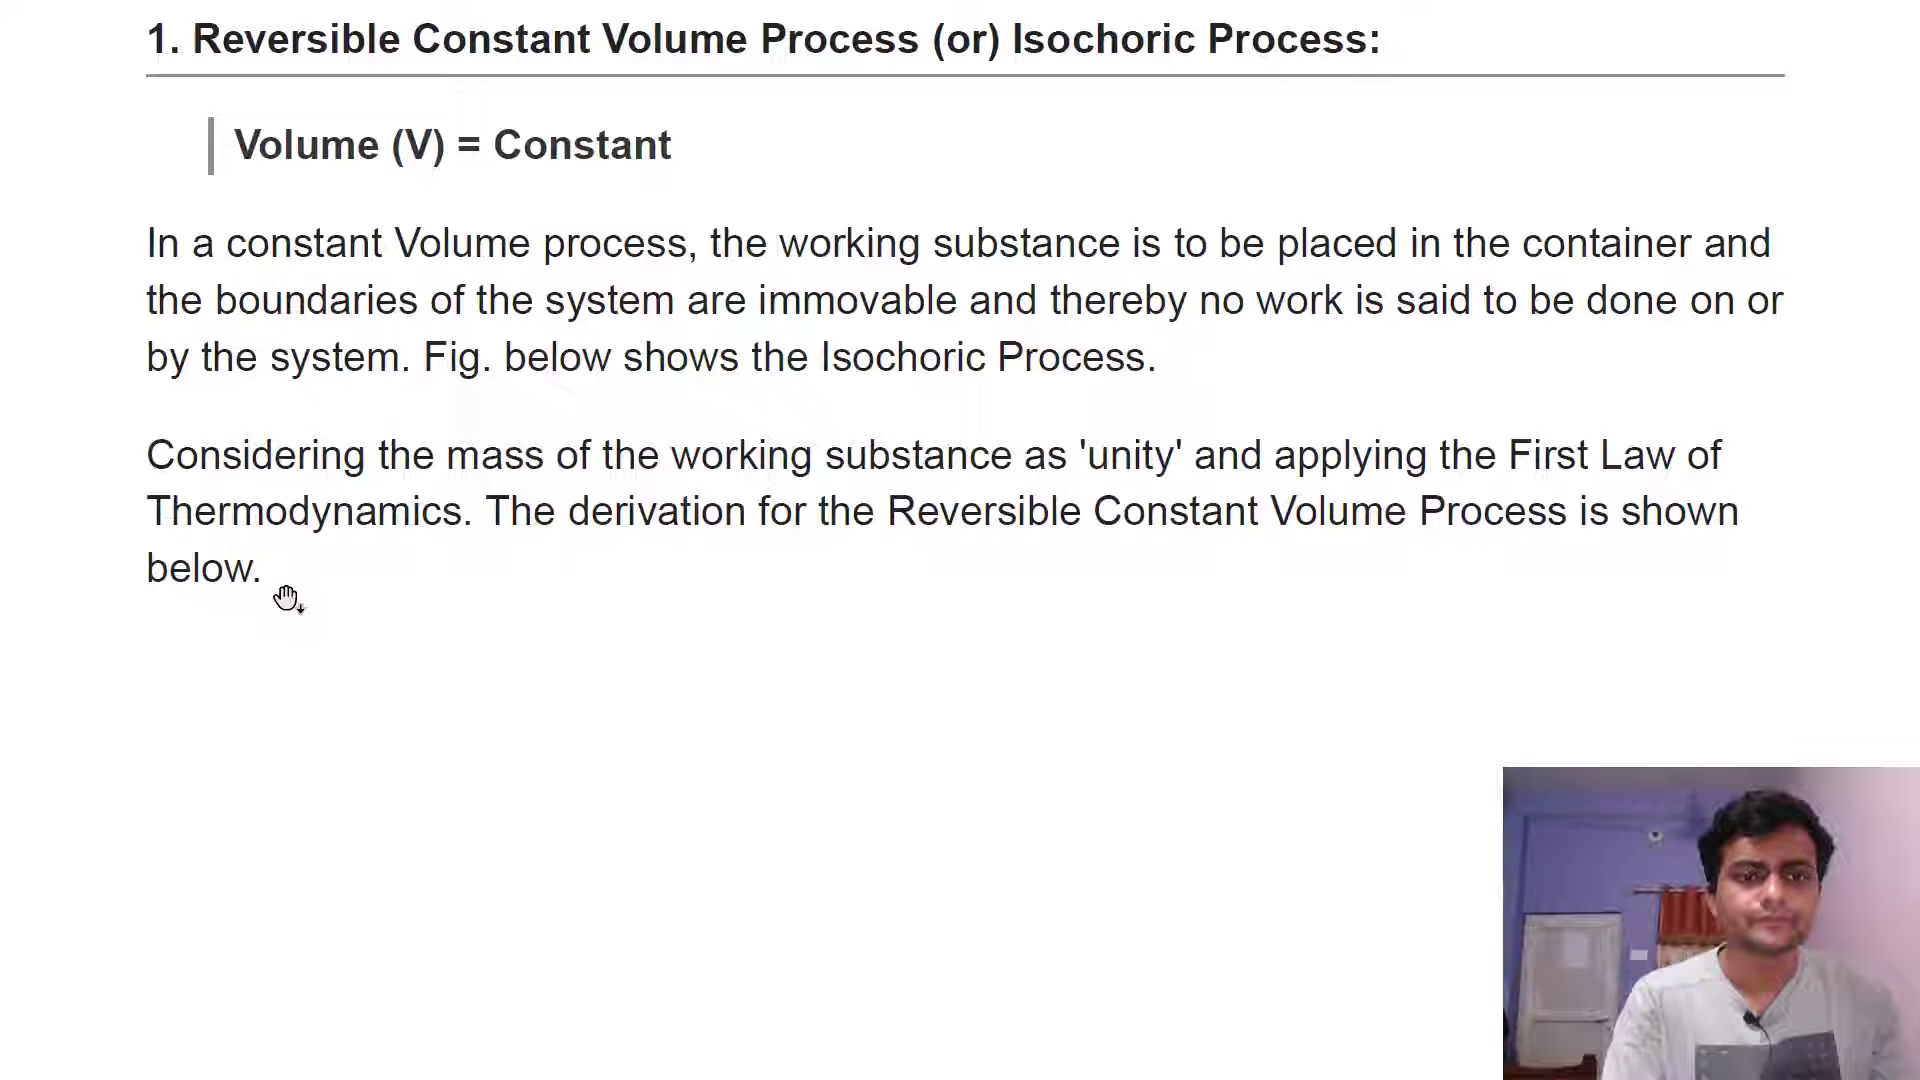 1. Reversible Constant Volume Process (or) Isochoric Process:
Volume (V) = Constant
In a constant Volume process, the working substance is to be placed in the container and
the boundaries of the system are immovable and thereby no work is said to be done on or
by the system. Fig. below shows the Isochoric Process.
Considering the mass of the working substance as 'unity' and applying the First Law of
Thermodynamics. The derivation for the Reversible Constant Volume Process is shown
below.